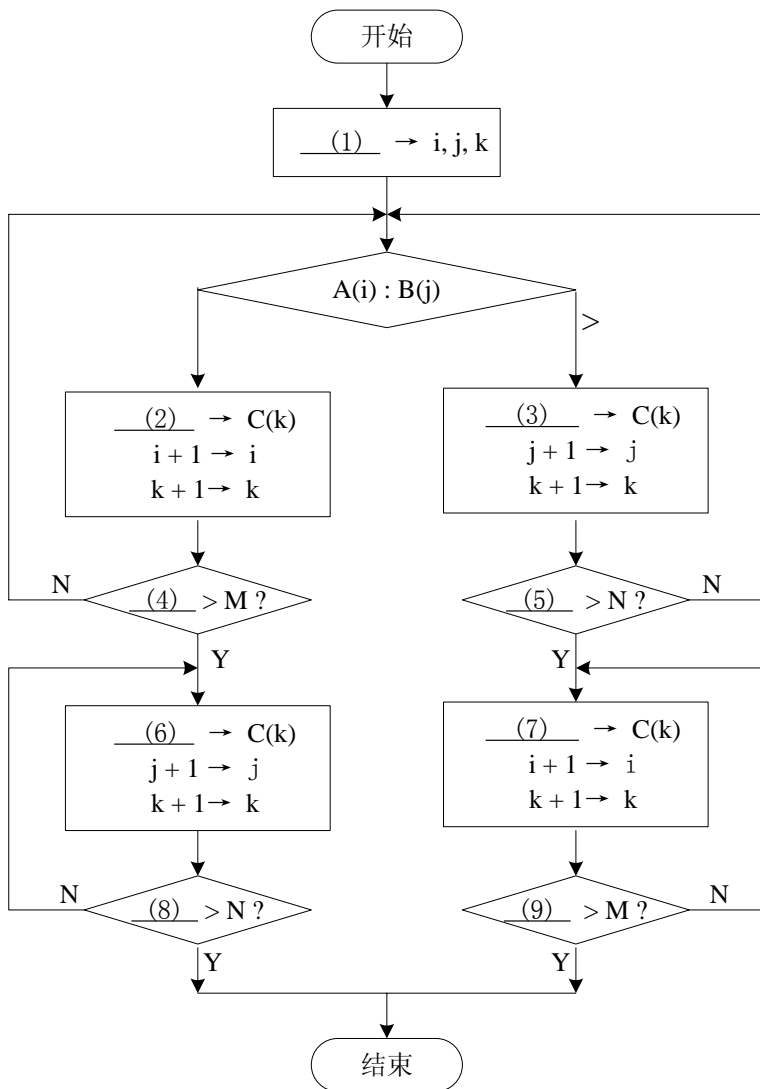 开始
(1) → i, j, k
A(i) : B(j)
>
(2) → C(k)
i + 1 → i
k + 1 → k
(3) → C(k)
j + 1 → j
k + 1 → k
N
(4) > M ?
Y
(5) > N ?
N
Y
(6) → C(k)
j + 1 → j
k + 1 → k
(7) → C(k)
i + 1 → i
k + 1 → k
N
(8) > N ?
Y
(9) > M ?
N
Y
结束